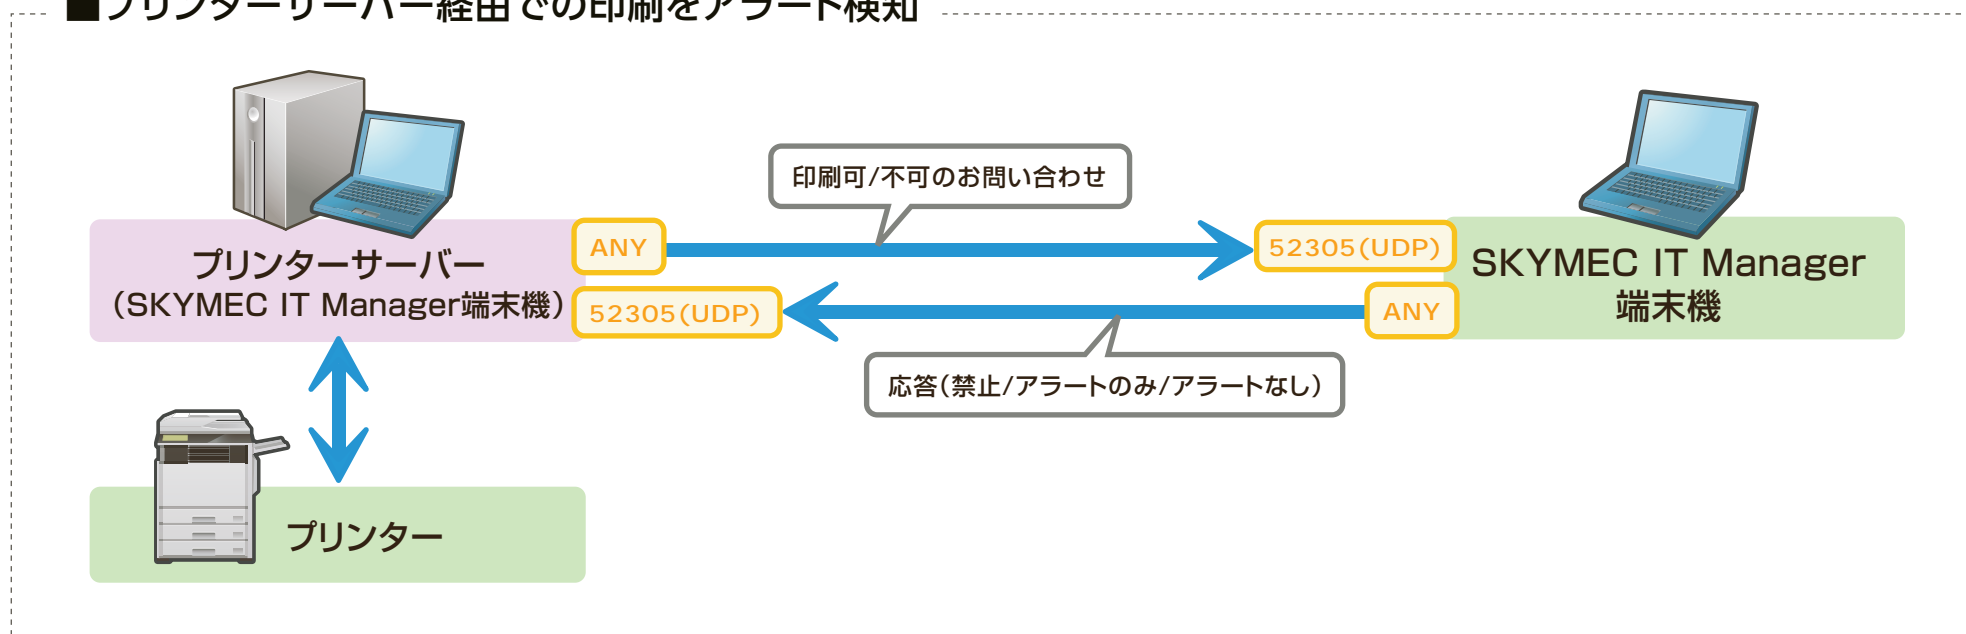 ■プリンターサーバー経由での印刷をアラート検知
印刷可/不可のお問い合わせ
ANY
52305(UDP)
プリンターサーバー
（SKYMEC IT Manager端末機）
SKYMEC IT Manager
端末機
52305(UDP)
ANY
応答（禁止/アラートのみ/アラートなし）
プリンター